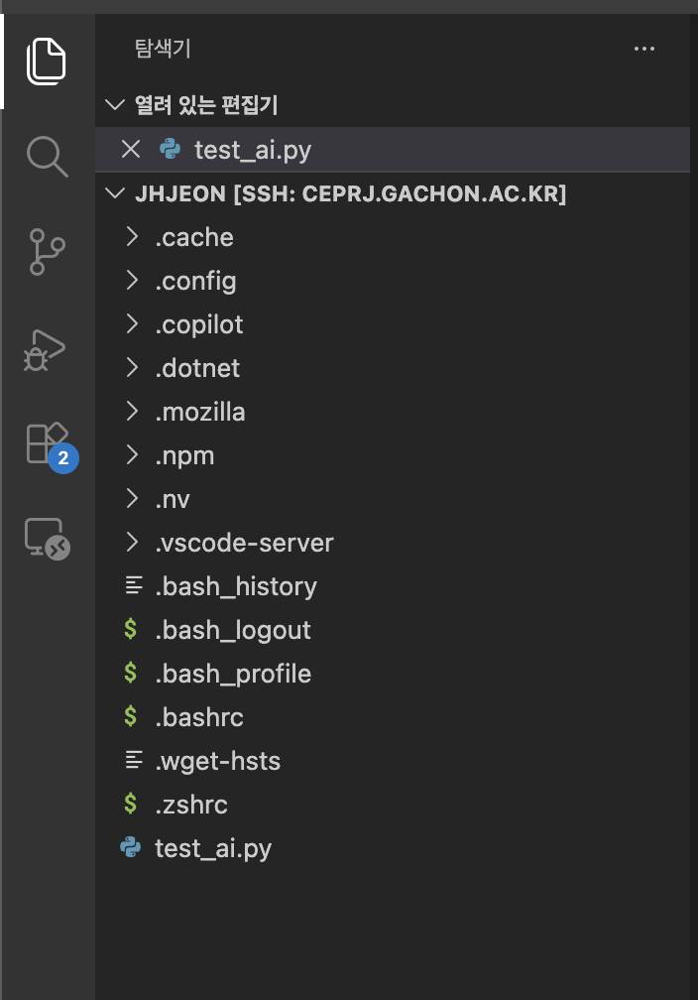 탐색기
열려 있는 편집기
test_ai.py
JHJEON [SSH: CEPRJ.GACHON.AC.KR]
.cache
.config
.copilot
.dotnet
.mozilla
.npm
2
.nv
.vscode-server
.bash_history
$ .bash_logout
$ .bash_profile
$ .bashrc
.wget-hsts
$ .zshrc
test_ai.py